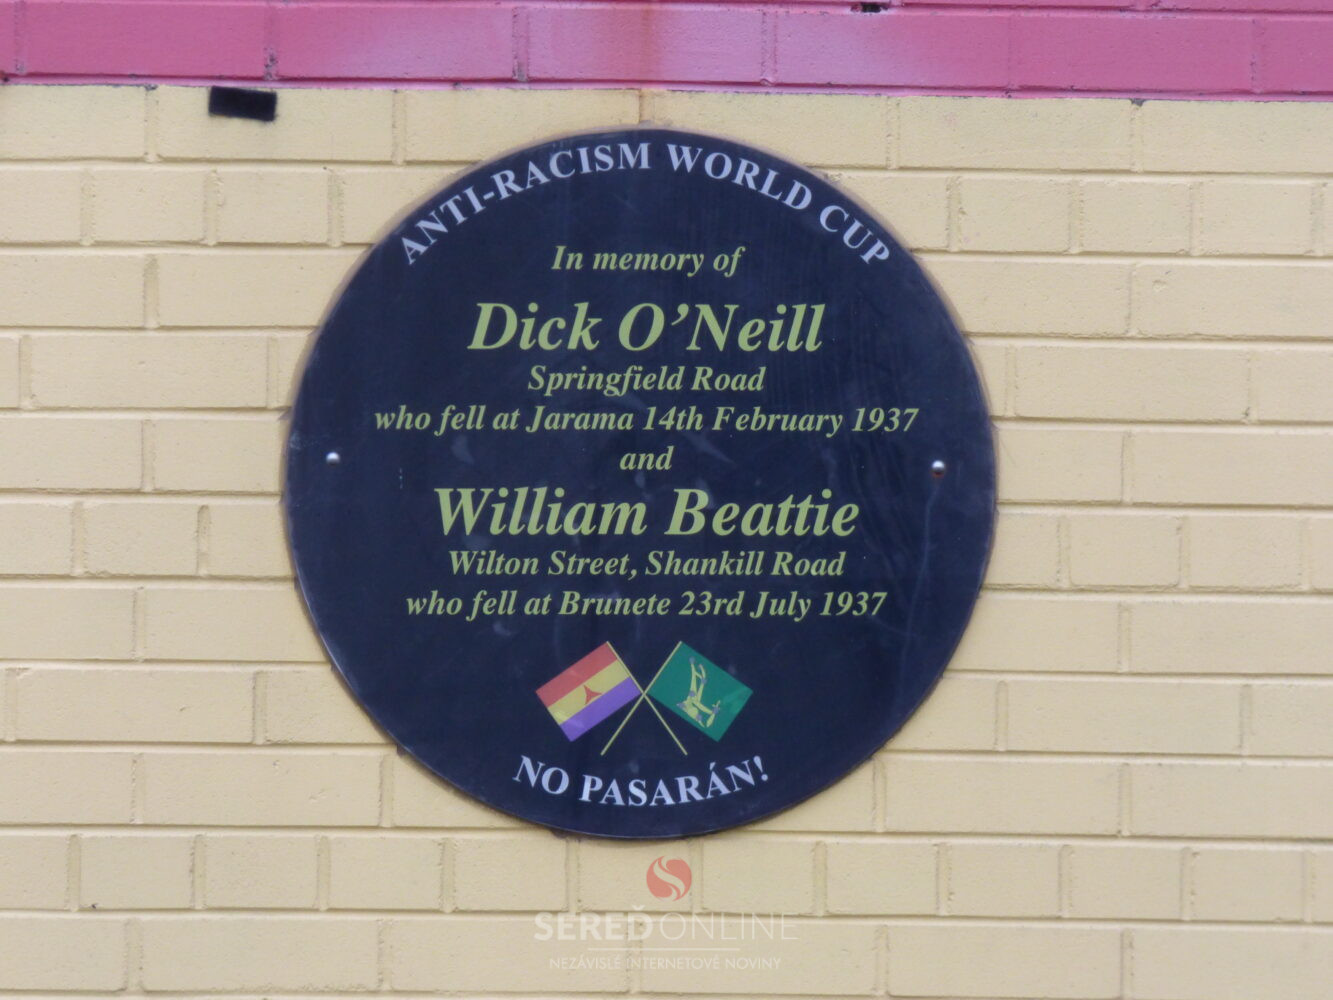 ANTI-RACISM WORLD CUP
In memory of
Dick O’Neill
Springfield Road
who fell at Jarama 14th February 1937
and
William Beattie
Wilton Street, Shankill Road
who fell at Brunete 23rd July 1937
NO PASARÁN!
SEREĎONLINE
NEZÁVISLÉ INTERNETOVÉ NOVINY